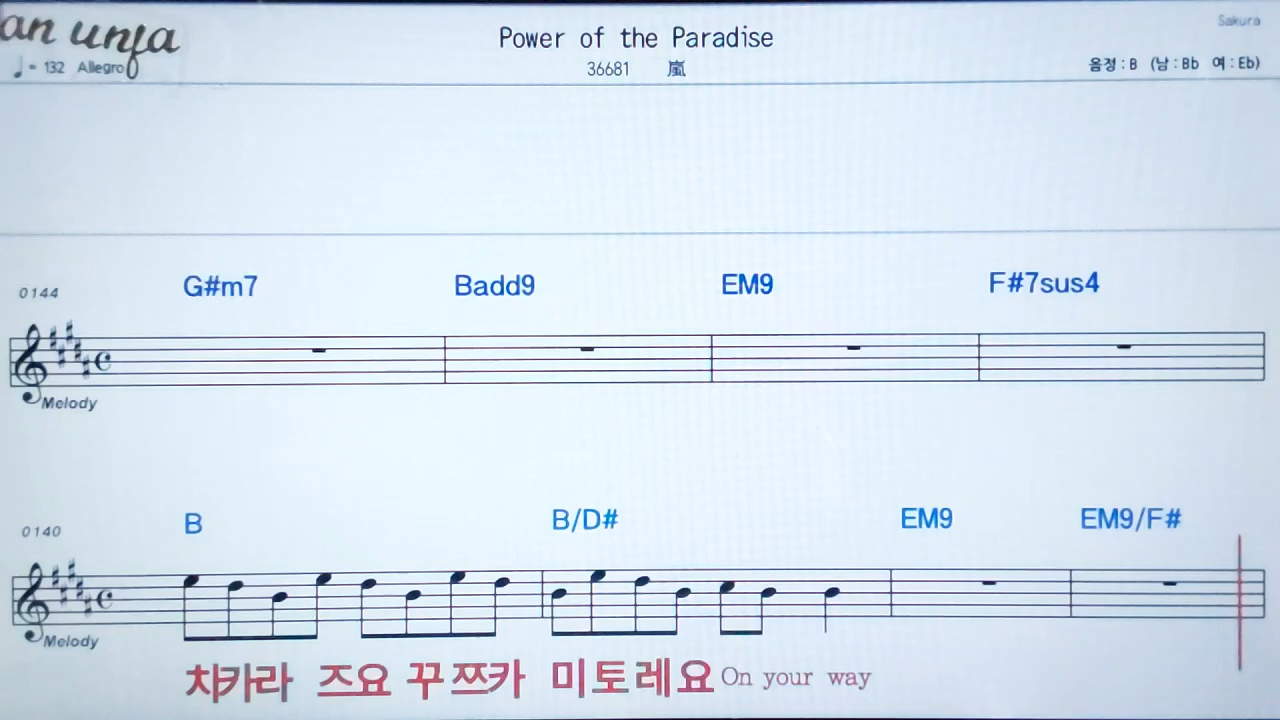 an unja
Power of the Paradise
Sakura
♩= 132 Allegro
36681 嵐
음정 : B (남 : Bb 여 : Eb)
0144 G#m7 Badd9 EM9 F#7sus4
Melody
0140 B B/D# EM9 EM9/F#
Melody
차카라 즈요 꾸쯔카 미토레요 On your way